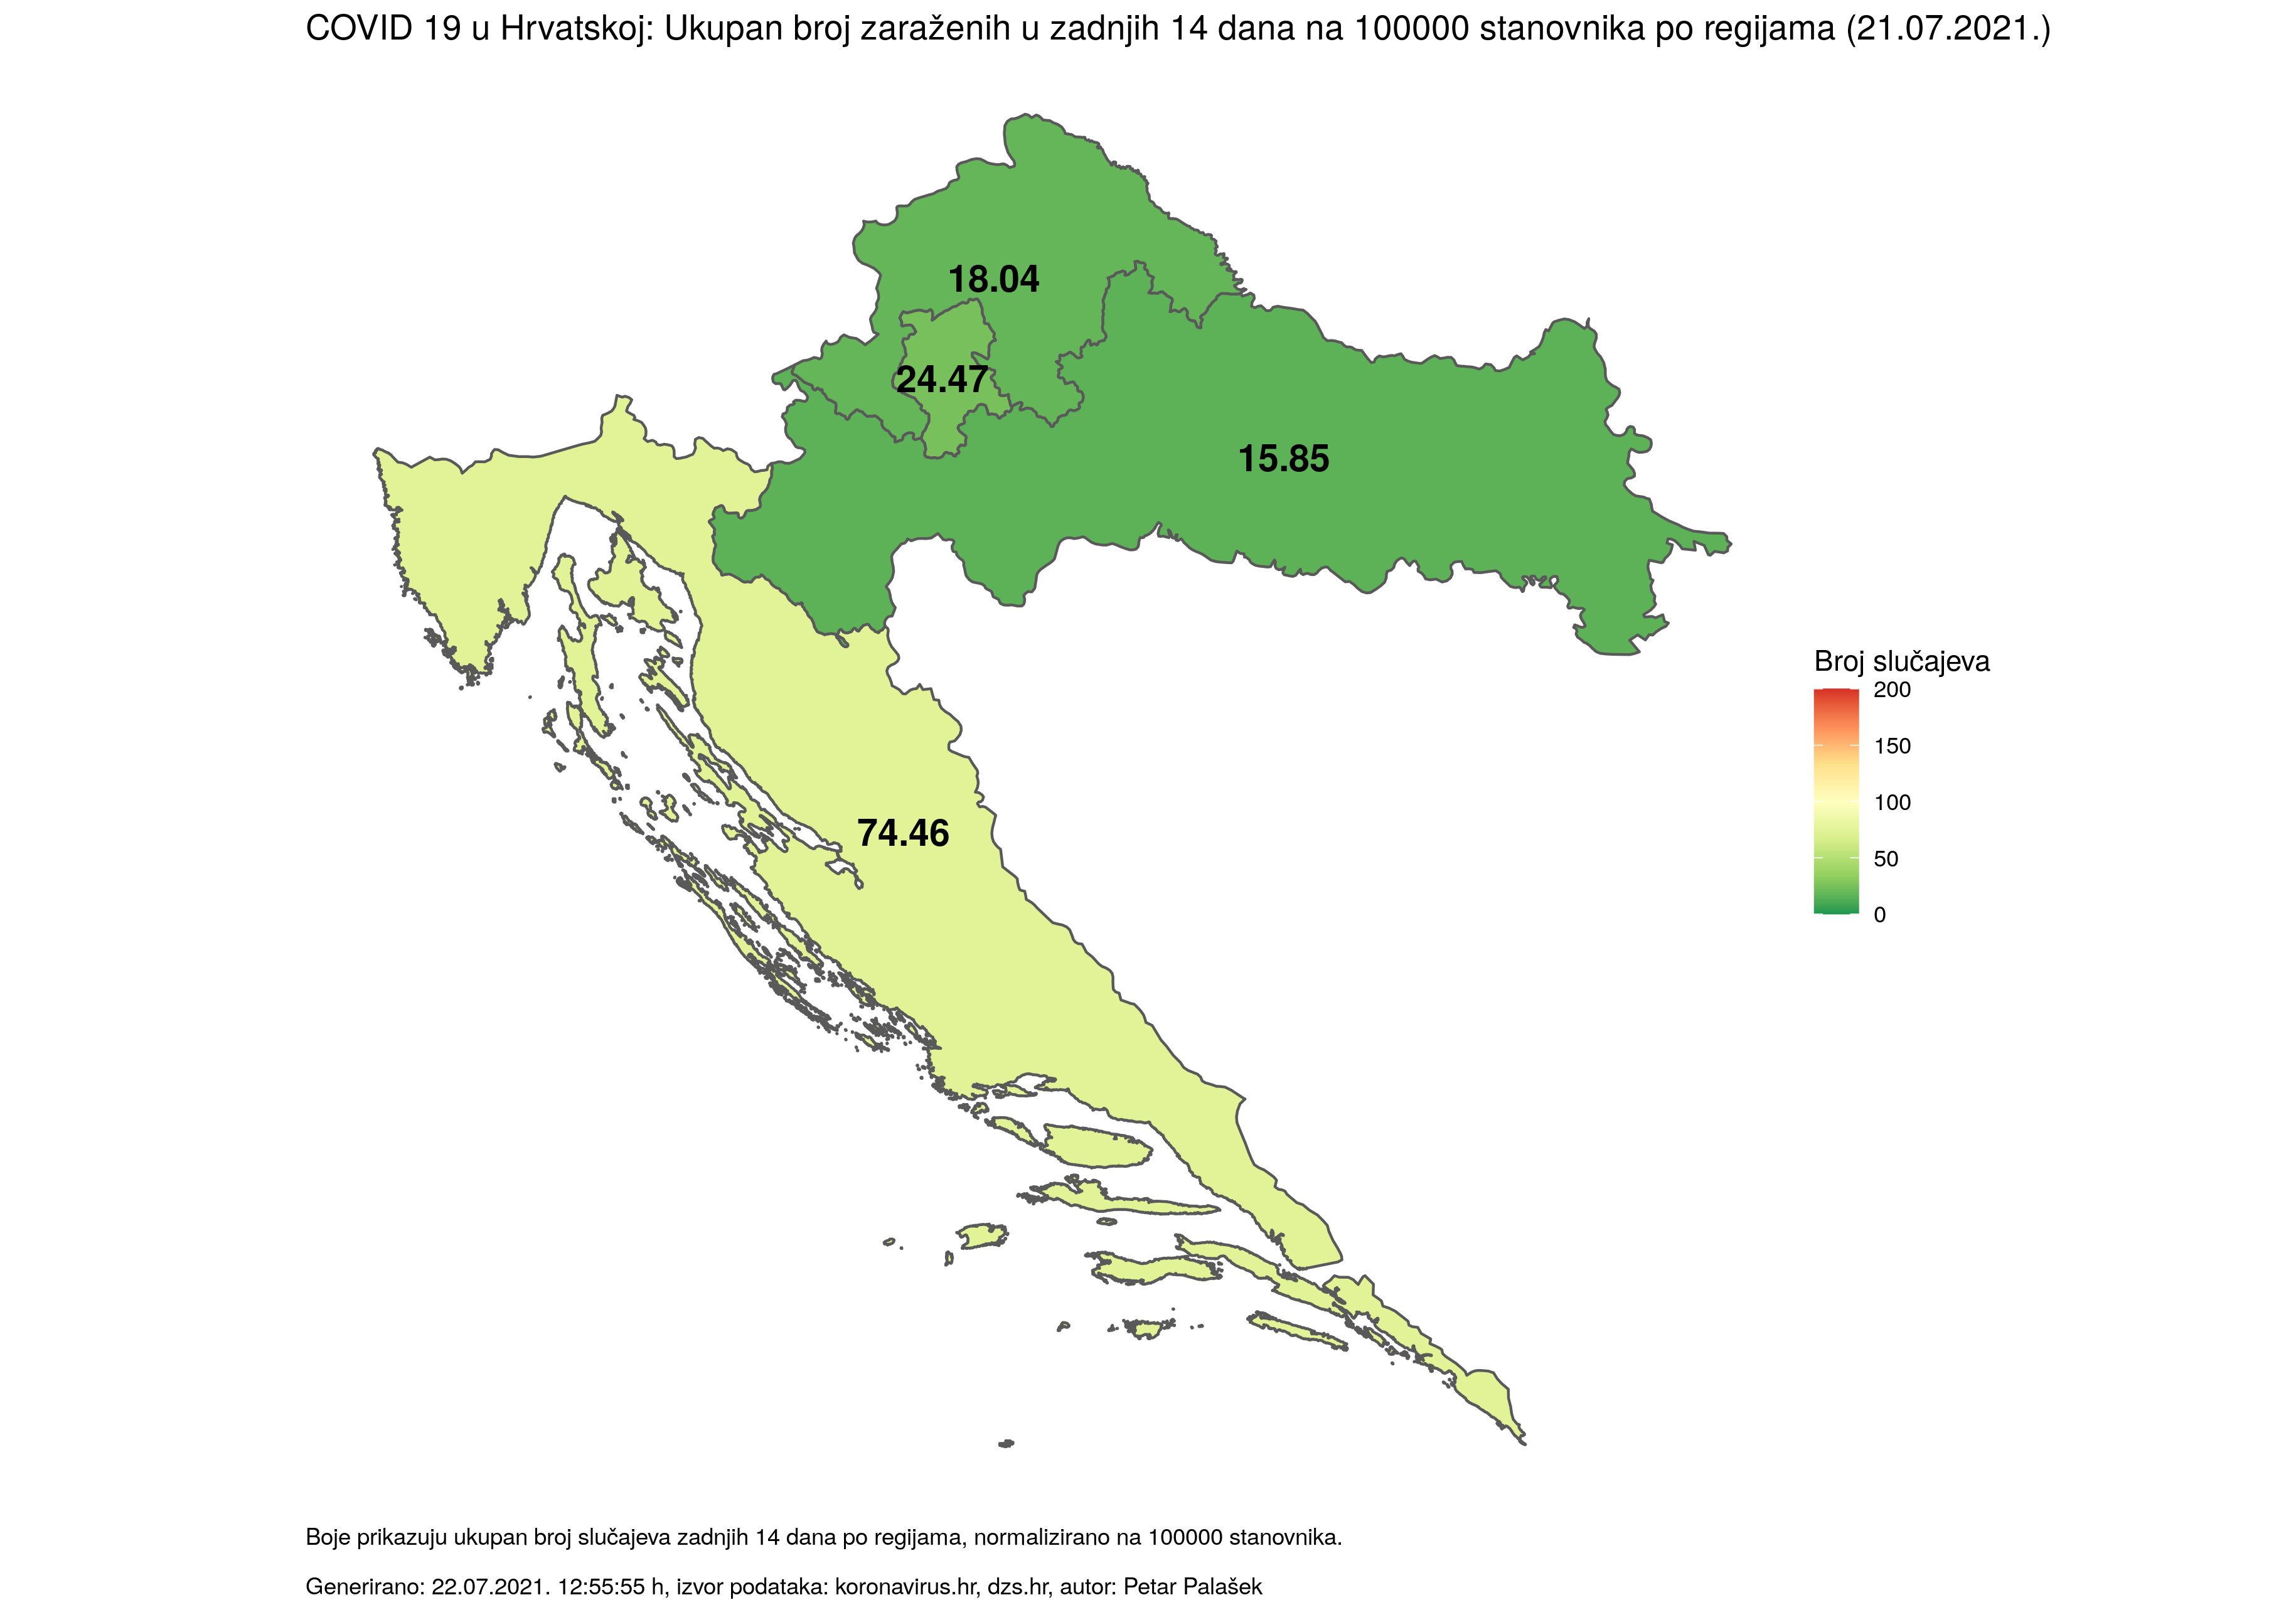 COVID 19 u Hrvatskoj: Ukupan broj zaraženih u zadnjih 14 dana na 100000 stanovnika po regijama (21.07.2021.)
18.04
24.47
15.85
74.46
Broj slučajeva
200
150
100
50
0
Boje prikazuju ukupan broj slučajeva zadnjih 14 dana po regijama, normalizirano na 100000 stanovnika.
Generirano: 22.07.2021. 12:55:55 h, izvor podataka: koronavirus.hr, dzs.hr, autor: Petar Palašek